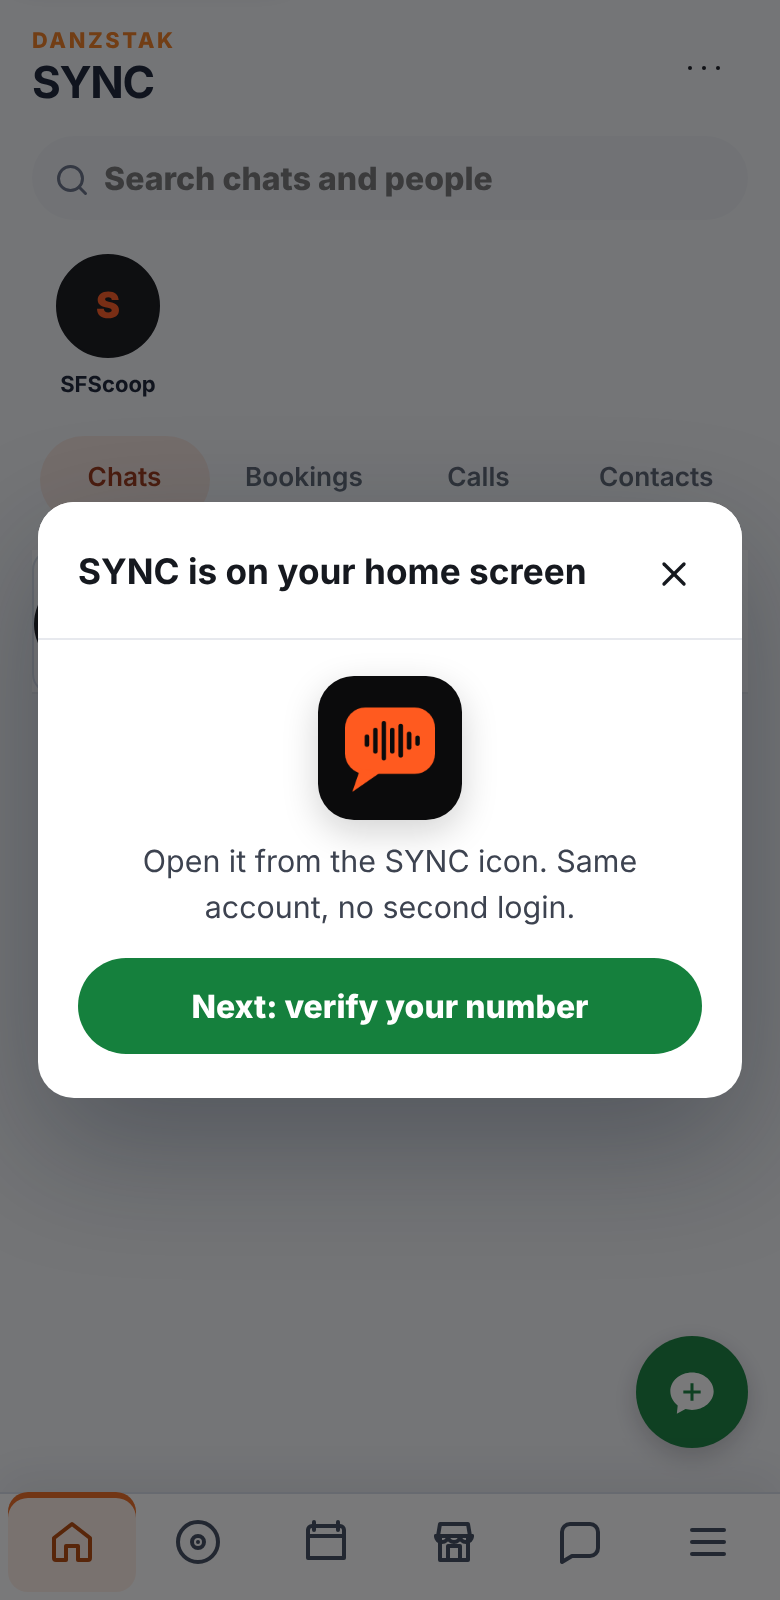 DANZSTAK
SYNC
...
Search chats and people
S
SFScoop
Chats Bookings Calls Contacts
SYNC is on your home screen
Open it from the SYNC icon. Same
account, no second login.
Next: verify your number